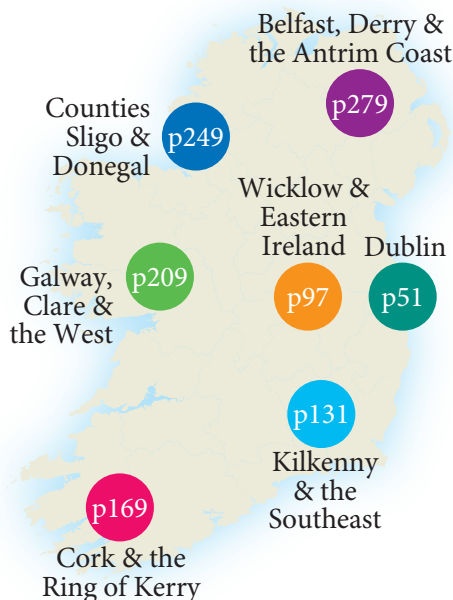 Belfast, Derry &
the Antrim Coast
p279
Counties
Sligo &
Donegal
p249
Wicklow &
Eastern
Ireland
p97
Dublin
p51
Galway,
Clare &
the West
p209
p131
Kilkenny
& the
Southeast
p169
Cork & the
Ring of Kerry